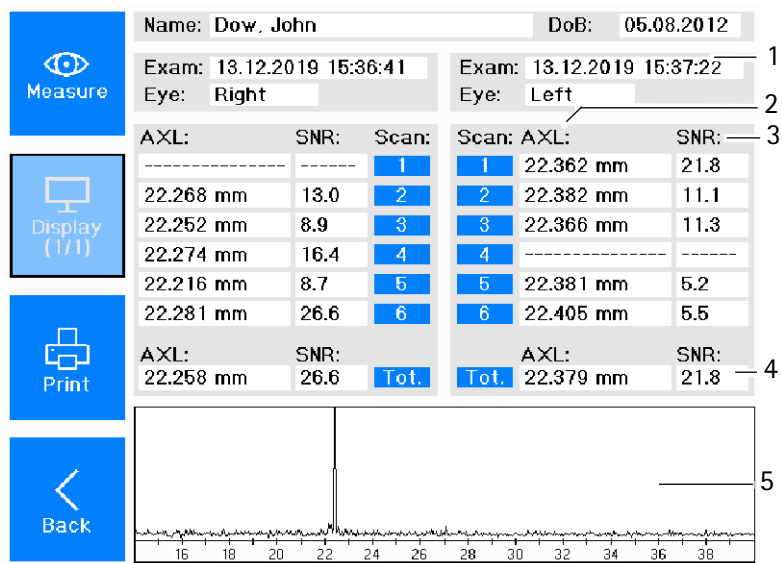 Name: Dow, John DoB: 05.08.2012
Measure
Exam: 13.12.2019 15:36:41 Exam: 13.12.2019 15:37:22 1
Eye: Right Eye: Left 2
AXL: SNR: Scan: Scan: AXL: SNR: 3
---------------- ------ 1 1 22.362 mm 21.8
22.268 mm 13.0 2 2 22.382 mm 11.1
22.252 mm 8.9 3 3 22.366 mm 11.3
22.274 mm 16.4 4 4 ---------------- ------
22.216 mm 8.7 5 5 22.381 mm 5.2
22.281 mm 26.6 6 6 22.405 mm 5.5
Display
(1/1)
AXL: SNR: AXL: SNR:
22.258 mm 26.6 Tot. Tot. 22.379 mm 21.8 4
Print
5
Back
16 18 20 22 24 26 28 30 32 34 36 38